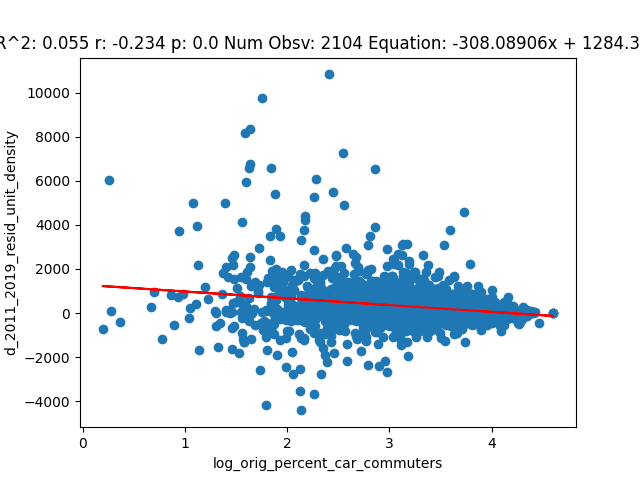 R^2: 0.055 r: -0.234 p: 0.0 Num Obsv: 2104 Equation: -308.08906x + 1284.3
d_2011_2019_resid_unit_density
10000
8000
6000
4000
2000
0
−2000
−4000
0 1 2 3 4
log_orig_percent_car_commuters